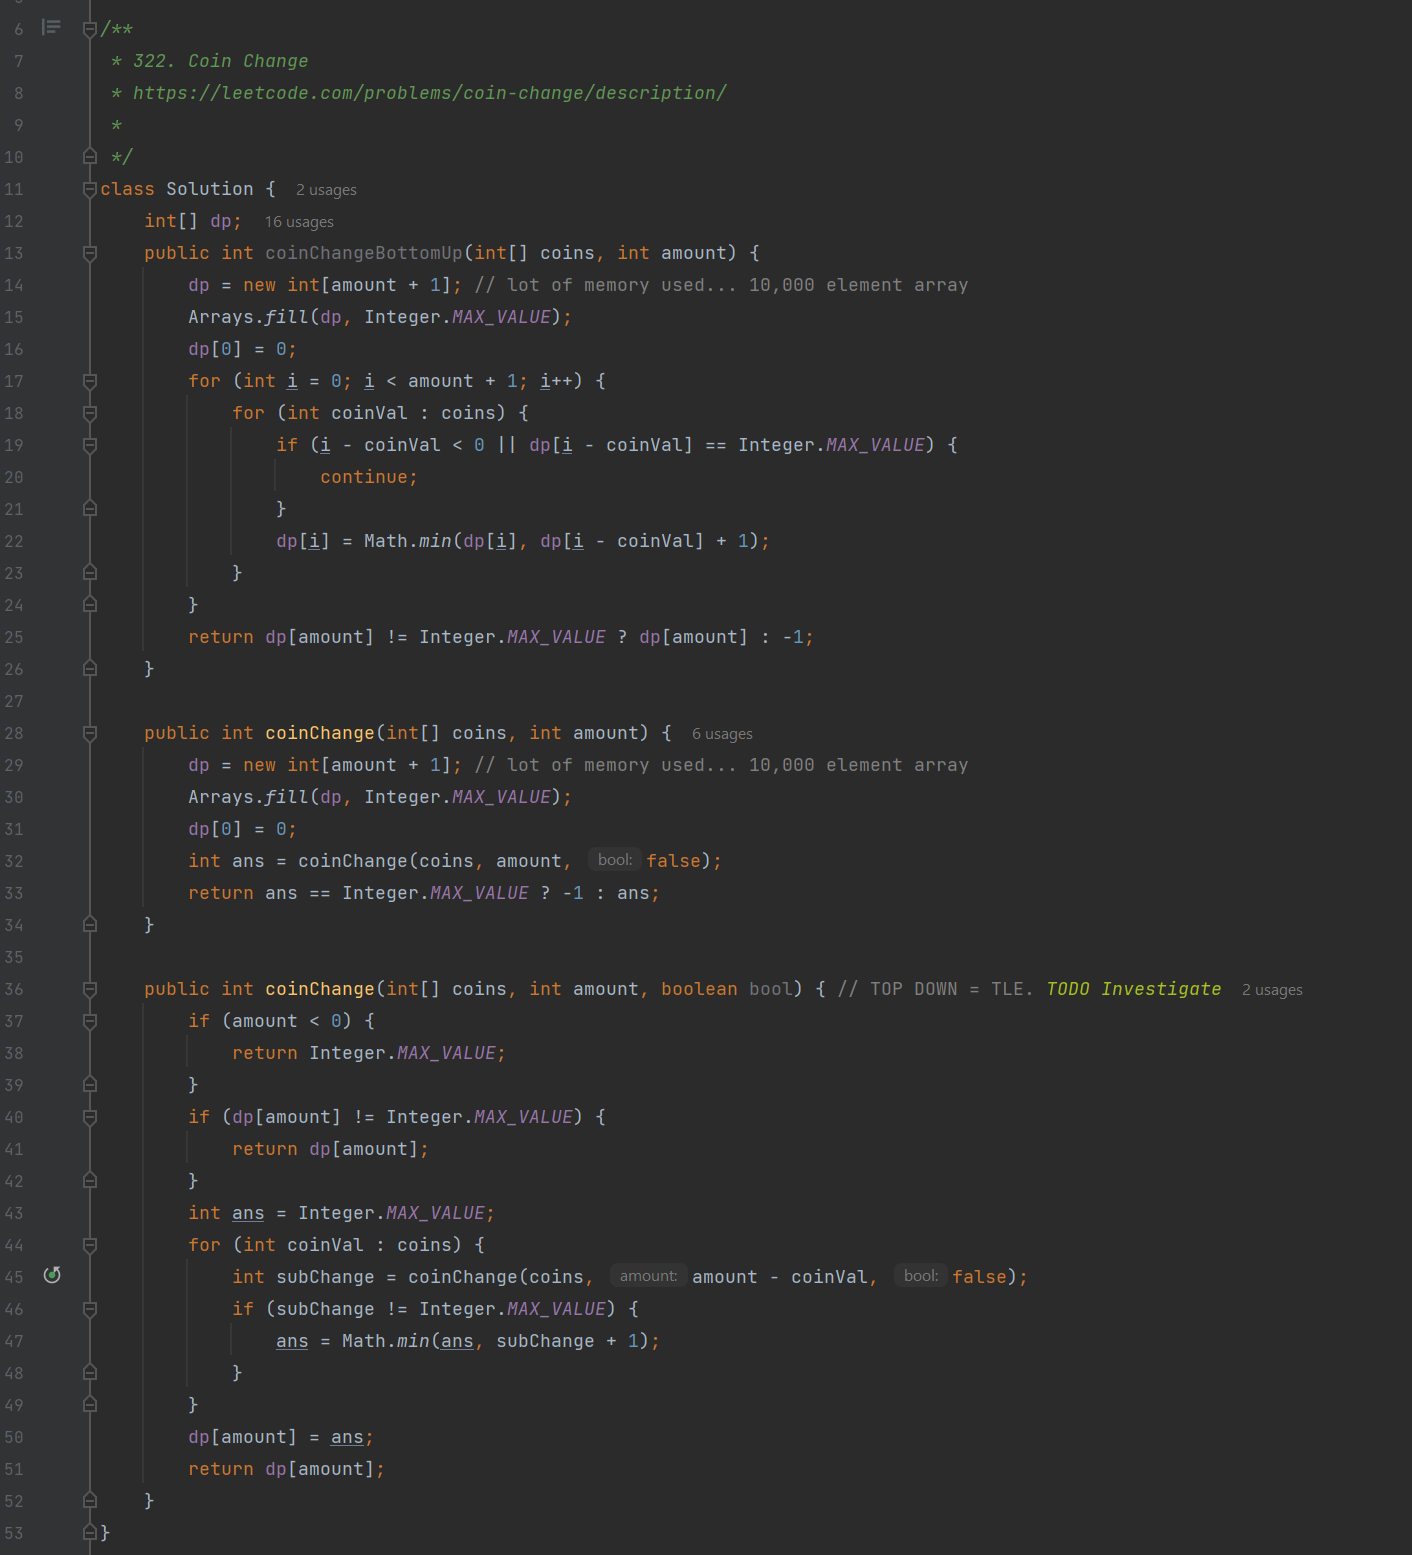 6 /**
7 * 322. Coin Change
8 * https://leetcode.com/problems/coin-change/description/
9 *
10 */
11 class Solution { 2 usages
12 int[] dp; 16 usages
13 public int coinChangeBottomUp(int[] coins, int amount) {
14 dp = new int[amount + 1]; // lot of memory used... 10,000 element array
15 Arrays.fill(dp, Integer.MAX_VALUE);
16 dp[0] = 0;
17 for (int i = 0; i < amount + 1; i++) {
18 for (int coinVal : coins) {
19 if (i - coinVal < 0 || dp[i - coinVal] == Integer.MAX_VALUE) {
20 continue;
21 }
22 dp[i] = Math.min(dp[i], dp[i - coinVal] + 1);
23 }
24 }
25 return dp[amount] != Integer.MAX_VALUE ? dp[amount] : -1;
26 }
27
28 public int coinChange(int[] coins, int amount) { 6 usages
29 dp = new int[amount + 1]; // lot of memory used... 10,000 element array
30 Arrays.fill(dp, Integer.MAX_VALUE);
31 dp[0] = 0;
32 int ans = coinChange(coins, amount, bool: false);
33 return ans == Integer.MAX_VALUE ? -1 : ans;
34 }
35
36 public int coinChange(int[] coins, int amount, boolean bool) { // TOP DOWN = TLE. TODO Investigate 2 usages
37 if (amount < 0) {
38 return Integer.MAX_VALUE;
39 }
40 if (dp[amount] != Integer.MAX_VALUE) {
41 return dp[amount];
42 }
43 int ans = Integer.MAX_VALUE;
44 for (int coinVal : coins) {
45 int subChange = coinChange(coins, amount: amount - coinVal, bool: false);
46 if (subChange != Integer.MAX_VALUE) {
47 ans = Math.min(ans, subChange + 1);
48 }
49 }
50 dp[amount] = ans;
51 return dp[amount];
52 }
53 }